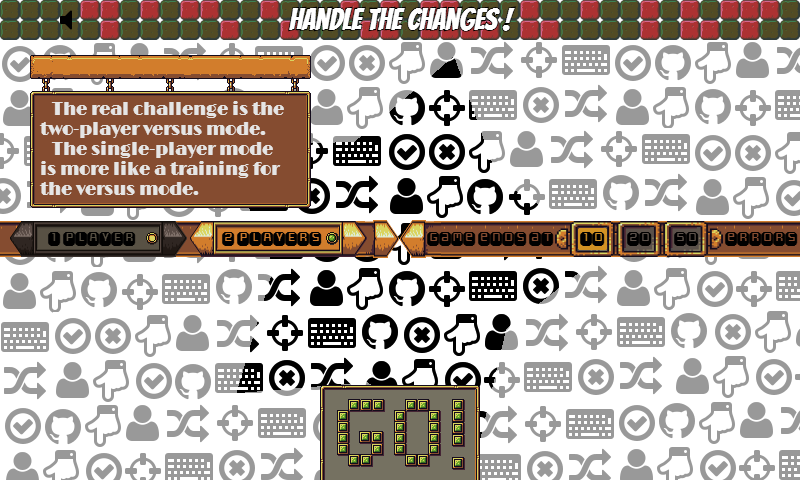 HANDLE THE CHANGES !
The real challenge is the
two-player versus mode.
The single-player mode
is more like a training for
the versus mode.
1 PLAYER 2 PLAYERS GAME ENDS AT 10 20 50 ERRORS
GO!